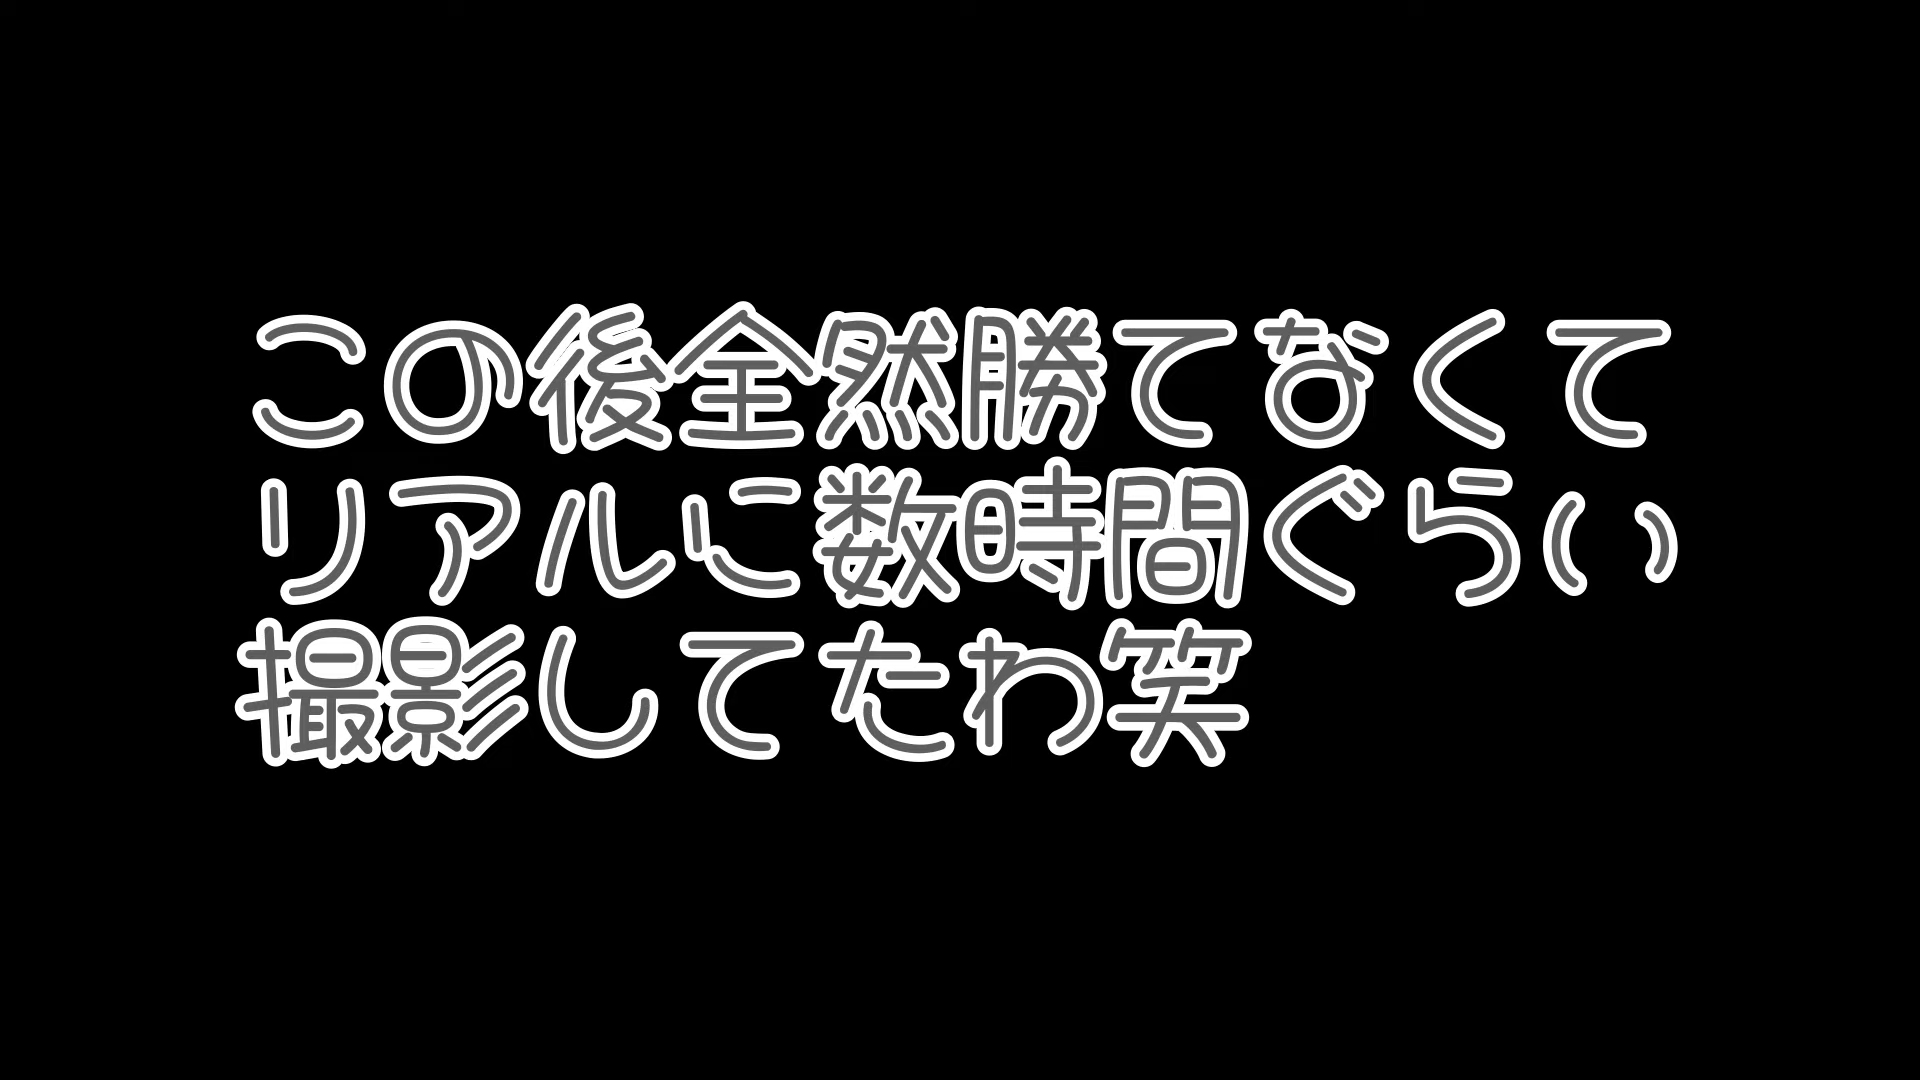 この後全然勝てなくて
リアルに数時間ぐらい
撮影してたわ笑